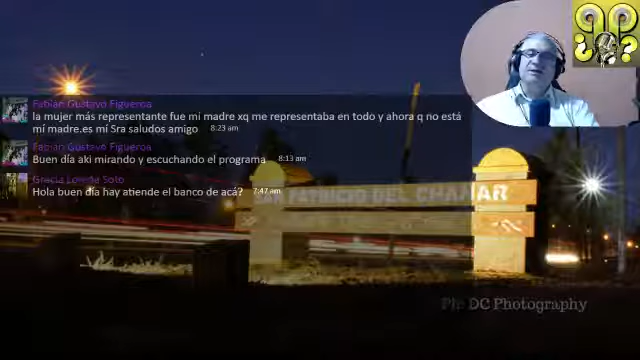 Fabián Gustavo Figueroa
la mujer más representante fue mí madre xq me representaba en todo y ahora q no está
mí madre.es mí Sra saludos amigo 8:23 am
Fabián Gustavo Figueroa
Buen día aki mirando y escuchando el programa 8:13 am
Gracia Loreda Soto
Hola buen día hay atiende el banco de acá? 7:47 am
SAN PATRICIO DEL CHAÑAR
Ph: DC Photography
¿ ?